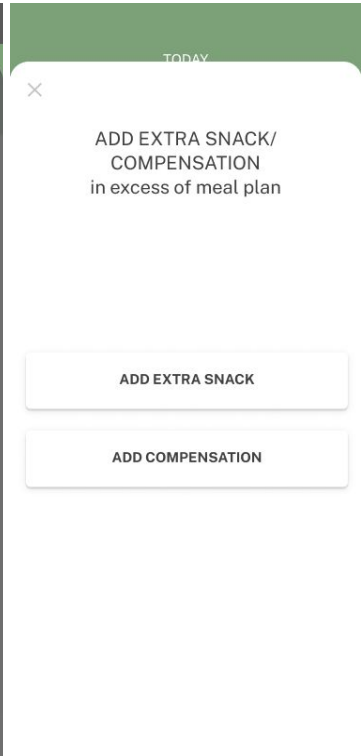 TODAY
ADD EXTRA SNACK/
COMPENSATION
in excess of meal plan
ADD EXTRA SNACK
ADD COMPENSATION